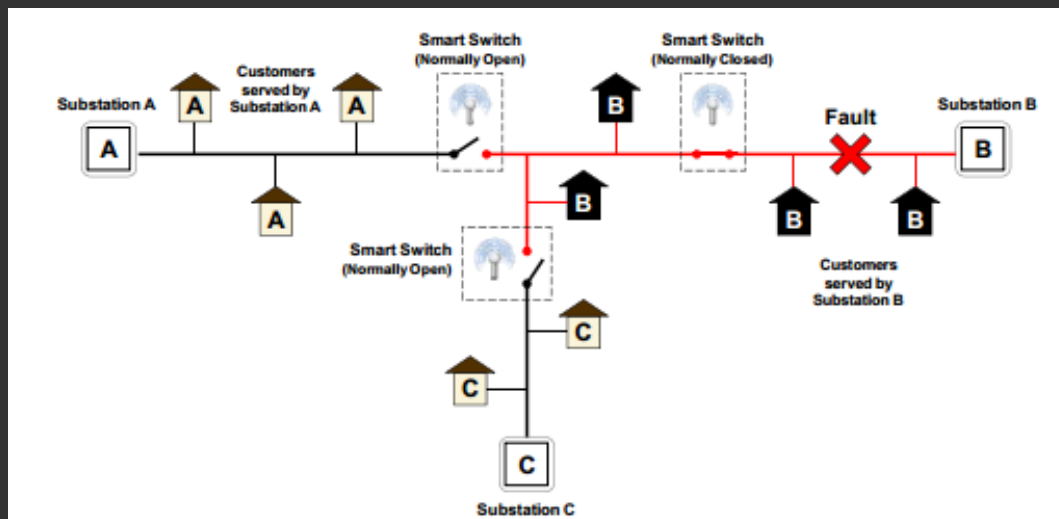 Smart Switch
(Normally Open)
Smart Switch
(Normally Closed)
Customers
served by
Substation A
Substation A
A
A
A
A
B
Fault
Substation B
B
B
B
B
Smart Switch
(Normally Open)
Customers
served by
Substation B
C
C
C
Substation C